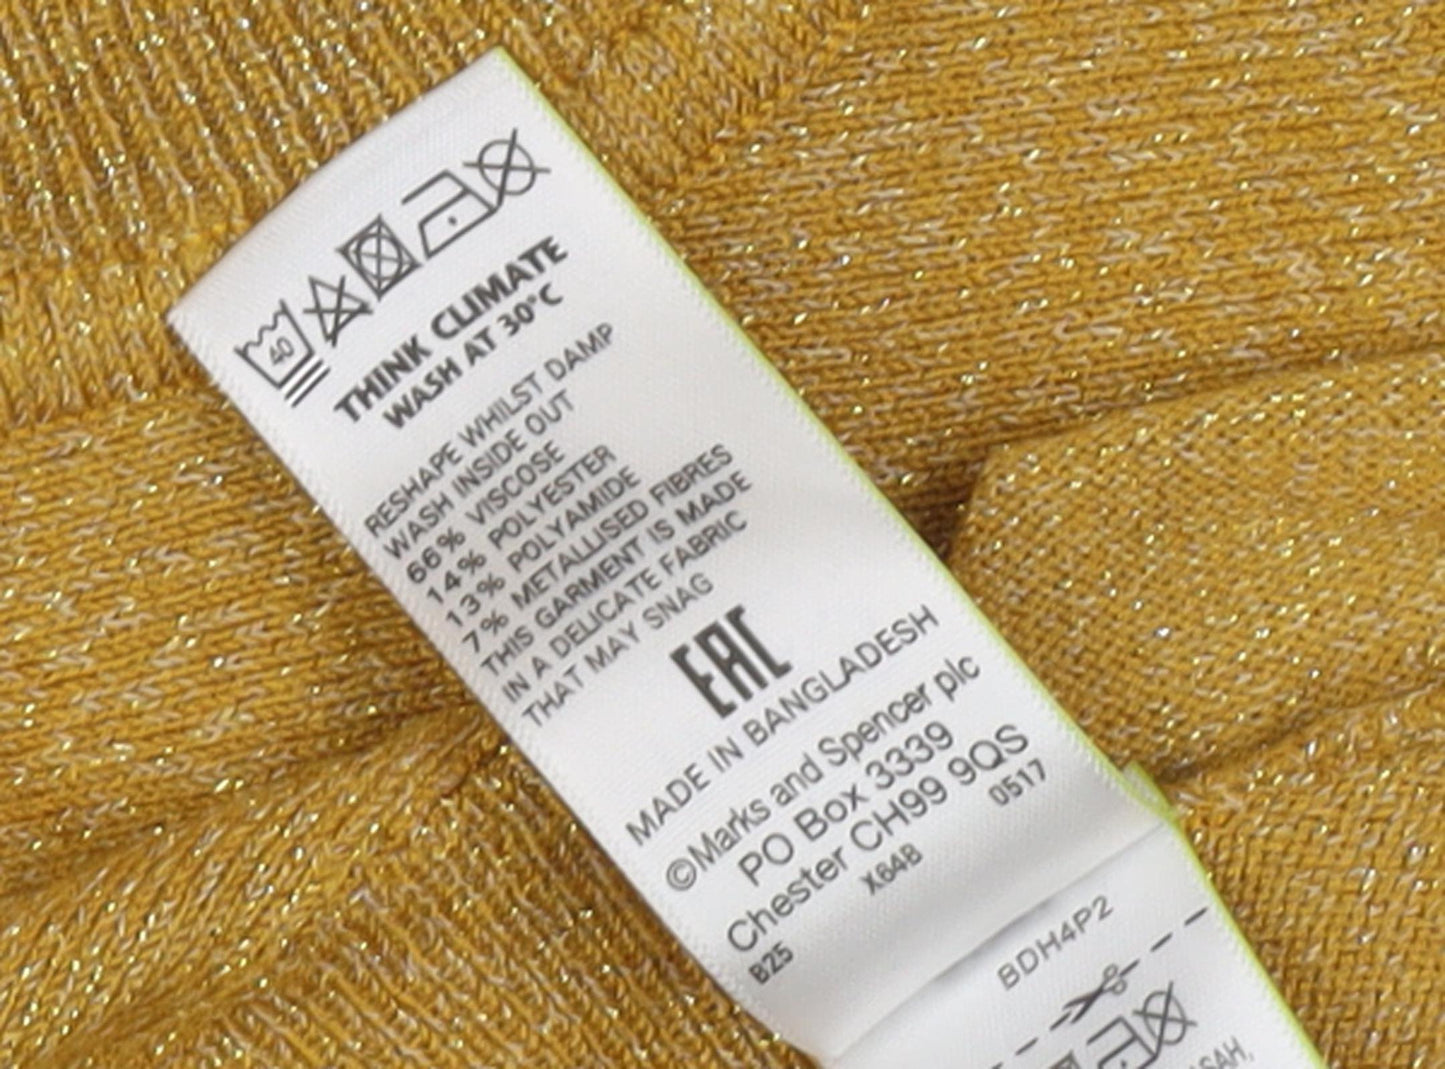 40
THINK CLIMATE
WASH AT 30°C
RESHAPE WHILST DAMP
WASH INSIDE OUT
66% VISCOSE
14% POLYESTER
13% POLYAMIDE
7% METALLISED FIBRES
THIS GARMENT IS MADE
IN A DELICATE FABRIC
THAT MAY SNAG
EAC
MADE IN BANGLADESH
©Marks and Spencer plc
PO Box 3339
Chester CH99 9QS
0517
X64B
B25
BDH4P2